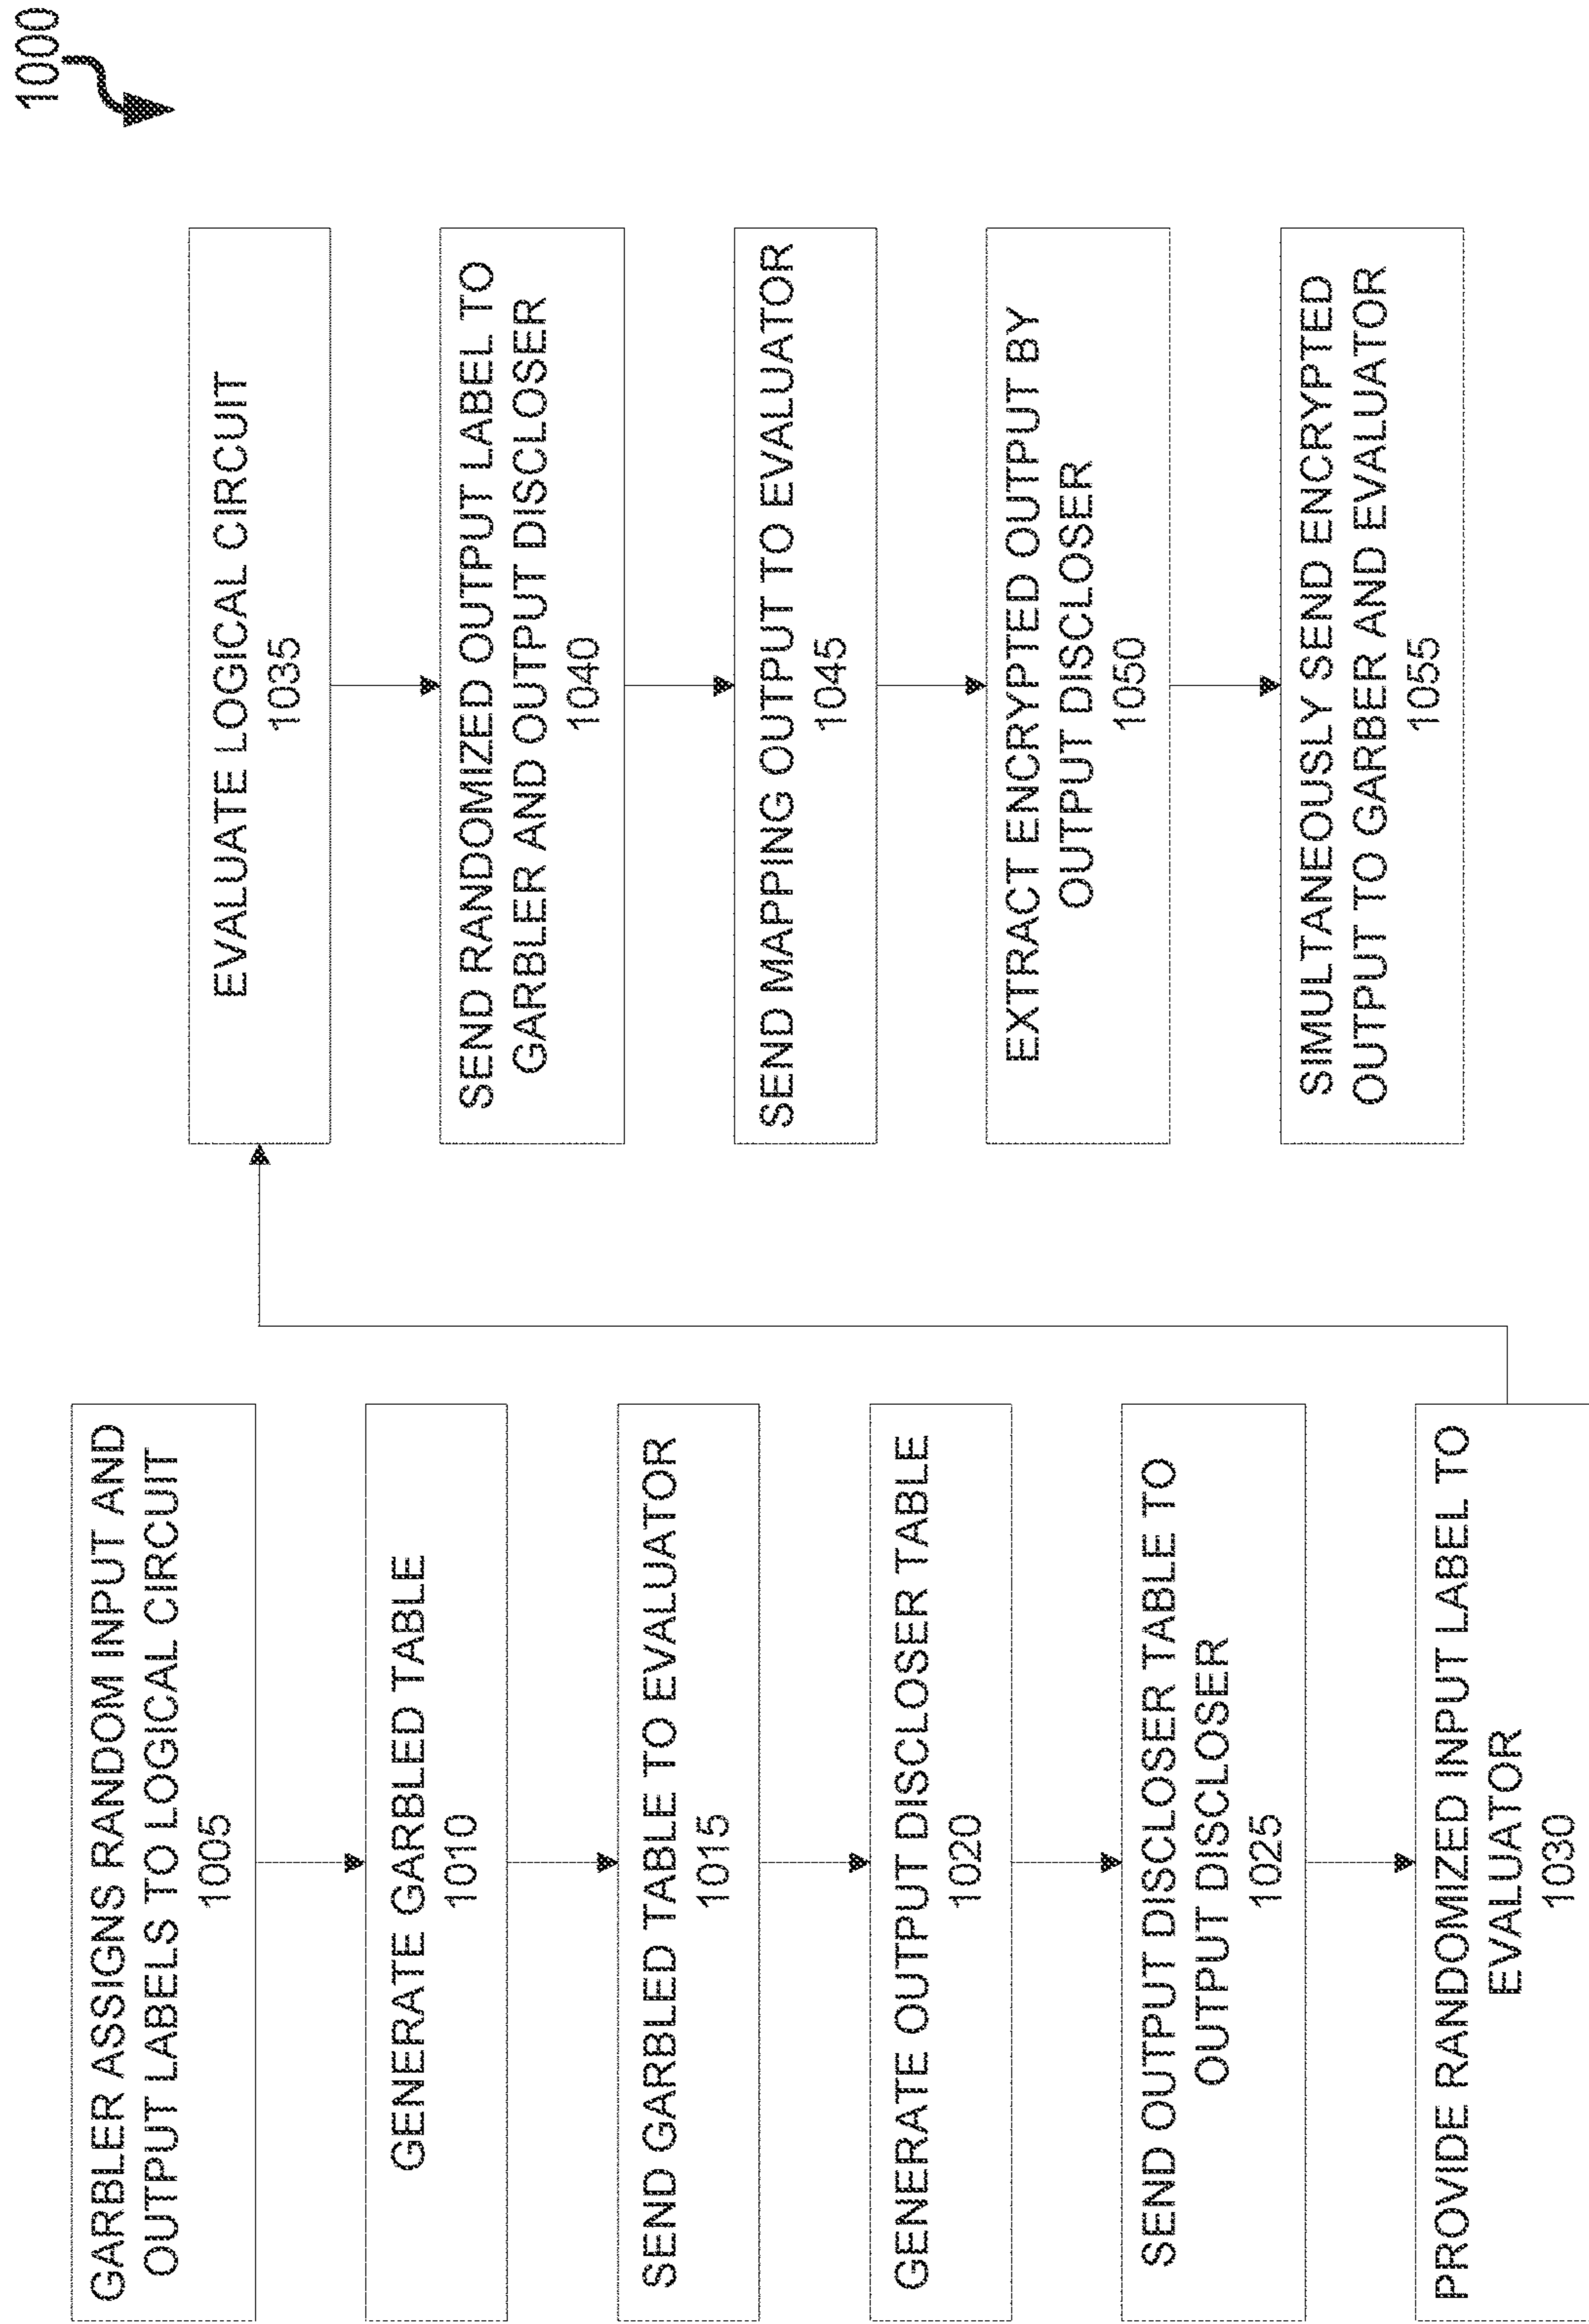 1000
GARBLER ASSIGNS RANDOM INPUT AND
OUTPUT LABELS TO LOGICAL CIRCUIT
1005
GENERATE GARBLED TABLE
1010
SEND GARBLED TABLE TO EVALUATOR
1015
GENERATE OUTPUT DISCLOSER TABLE
1020
SEND OUTPUT DISCLOSER TABLE TO
OUTPUT DISCLOSER
1025
PROVIDE RANDOMIZED INPUT LABEL TO
EVALUATOR
1030
EVALUATE LOGICAL CIRCUIT
1035
SEND RANDOMIZED OUTPUT LABEL TO
GARBLER AND OUTPUT DISCLOSER
1040
SEND MAPPING OUTPUT TO EVALUATOR
1045
EXTRACT ENCRYPTED OUTPUT BY
OUTPUT DISCLOSER
1050
SIMULTANEOUSLY SEND ENCRYPTED
OUTPUT TO GARBER AND EVALUATOR
1055